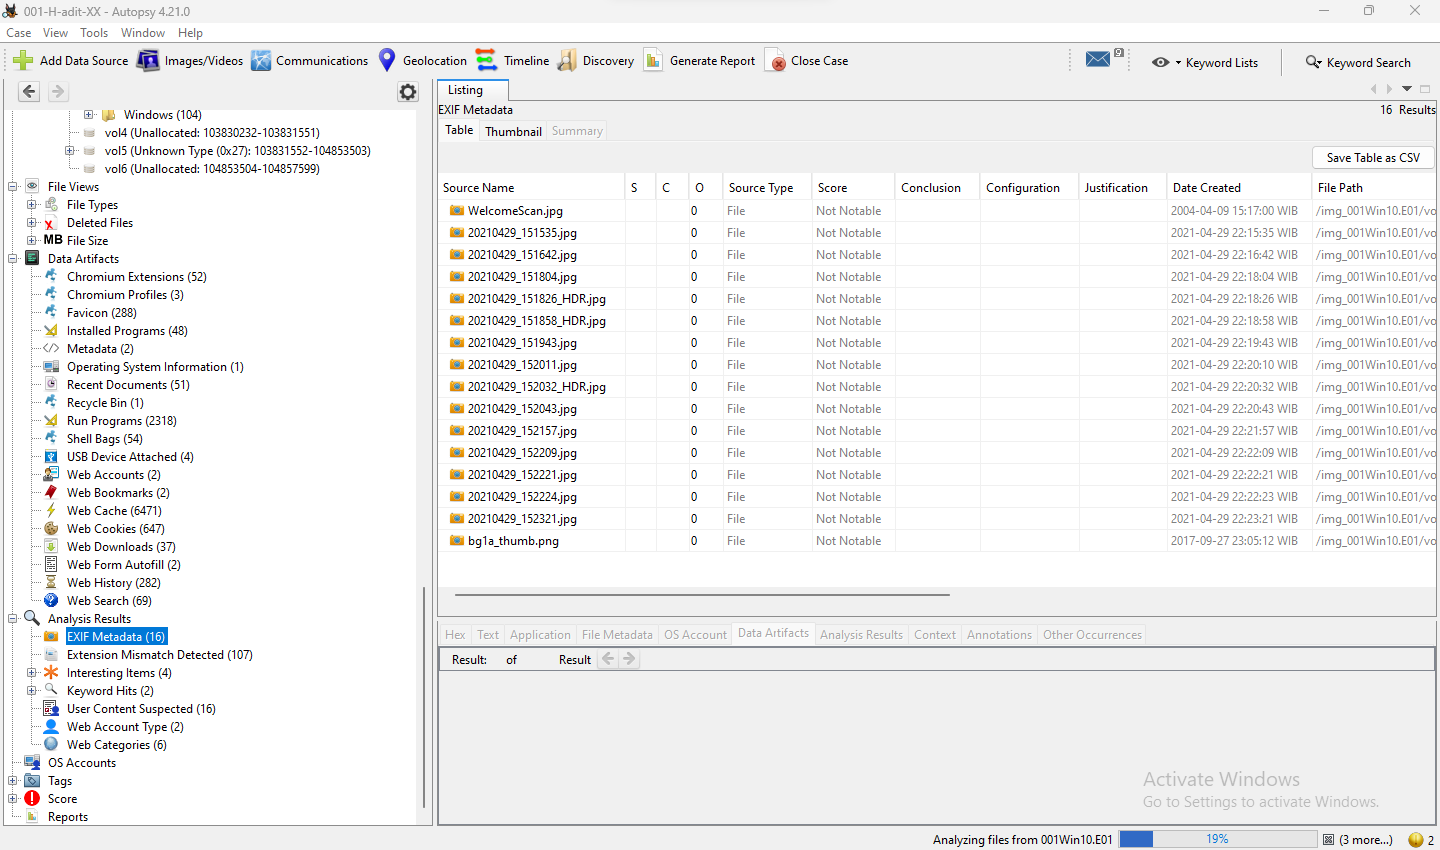 001-H-adit-XX - Autopsy 4.21.0
Case View Tools Window Help
Add Data Source Images/Videos Communications Geolocation Timeline Discovery Generate Report Close Case 9 Keyword Lists Keyword Search
Windows (104)
vol4 (Unallocated: 103830232-103831551)
vol5 (Unknown Type (0x27): 103831552-104853503)
vol6 (Unallocated: 104853504-104857599)
File Views
File Types
Deleted Files
MB File Size
Data Artifacts
Chromium Extensions (52)
Chromium Profiles (3)
Favicon (288)
Installed Programs (48)
Metadata (2)
Operating System Information (1)
Recent Documents (51)
Recycle Bin (1)
Run Programs (2318)
Shell Bags (54)
USB Device Attached (4)
Web Accounts (2)
Web Bookmarks (2)
Web Cache (6471)
Web Cookies (647)
Web Downloads (37)
Web Form Autofill (2)
Web History (282)
Web Search (69)
Analysis Results
EXIF Metadata (16)
Extension Mismatch Detected (107)
Interesting Items (4)
Keyword Hits (2)
User Content Suspected (16)
Web Account Type (2)
Web Categories (6)
OS Accounts
Tags
Score
Reports
Listing
EXIF Metadata 16 Results
Table Thumbnail Summary
Save Table as CSV
Source Name S C O Source Type Score Conclusion Configuration Justification Date Created File Path
WelcomeScan.jpg 0 File Not Notable 2004-04-09 15:17:00 WIB /img_001Win10.E01/vo
20210429_151535.jpg 0 File Not Notable 2021-04-29 22:15:35 WIB /img_001Win10.E01/vo
20210429_151642.jpg 0 File Not Notable 2021-04-29 22:16:42 WIB /img_001Win10.E01/vo
20210429_151804.jpg 0 File Not Notable 2021-04-29 22:18:04 WIB /img_001Win10.E01/vo
20210429_151826_HDR.jpg 0 File Not Notable 2021-04-29 22:18:26 WIB /img_001Win10.E01/vo
20210429_151858_HDR.jpg 0 File Not Notable 2021-04-29 22:18:58 WIB /img_001Win10.E01/vo
20210429_151943.jpg 0 File Not Notable 2021-04-29 22:19:43 WIB /img_001Win10.E01/vo
20210429_152011.jpg 0 File Not Notable 2021-04-29 22:20:10 WIB /img_001Win10.E01/vo
20210429_152032_HDR.jpg 0 File Not Notable 2021-04-29 22:20:32 WIB /img_001Win10.E01/vo
20210429_152043.jpg 0 File Not Notable 2021-04-29 22:20:43 WIB /img_001Win10.E01/vo
20210429_152157.jpg 0 File Not Notable 2021-04-29 22:21:57 WIB /img_001Win10.E01/vo
20210429_152209.jpg 0 File Not Notable 2021-04-29 22:22:09 WIB /img_001Win10.E01/vo
20210429_152221.jpg 0 File Not Notable 2021-04-29 22:22:21 WIB /img_001Win10.E01/vo
20210429_152224.jpg 0 File Not Notable 2021-04-29 22:22:23 WIB /img_001Win10.E01/vo
20210429_152321.jpg 0 File Not Notable 2021-04-29 22:23:21 WIB /img_001Win10.E01/vo
bg1a_thumb.png 0 File Not Notable 2017-09-27 23:05:12 WIB /img_001Win10.E01/vo
Hex Text Application File Metadata OS Account Data Artifacts Analysis Results Context Annotations Other Occurrences
Result: of Result
Activate Windows
Go to Settings to activate Windows.
Analyzing files from 001Win10.E01 19% (3 more...) 2